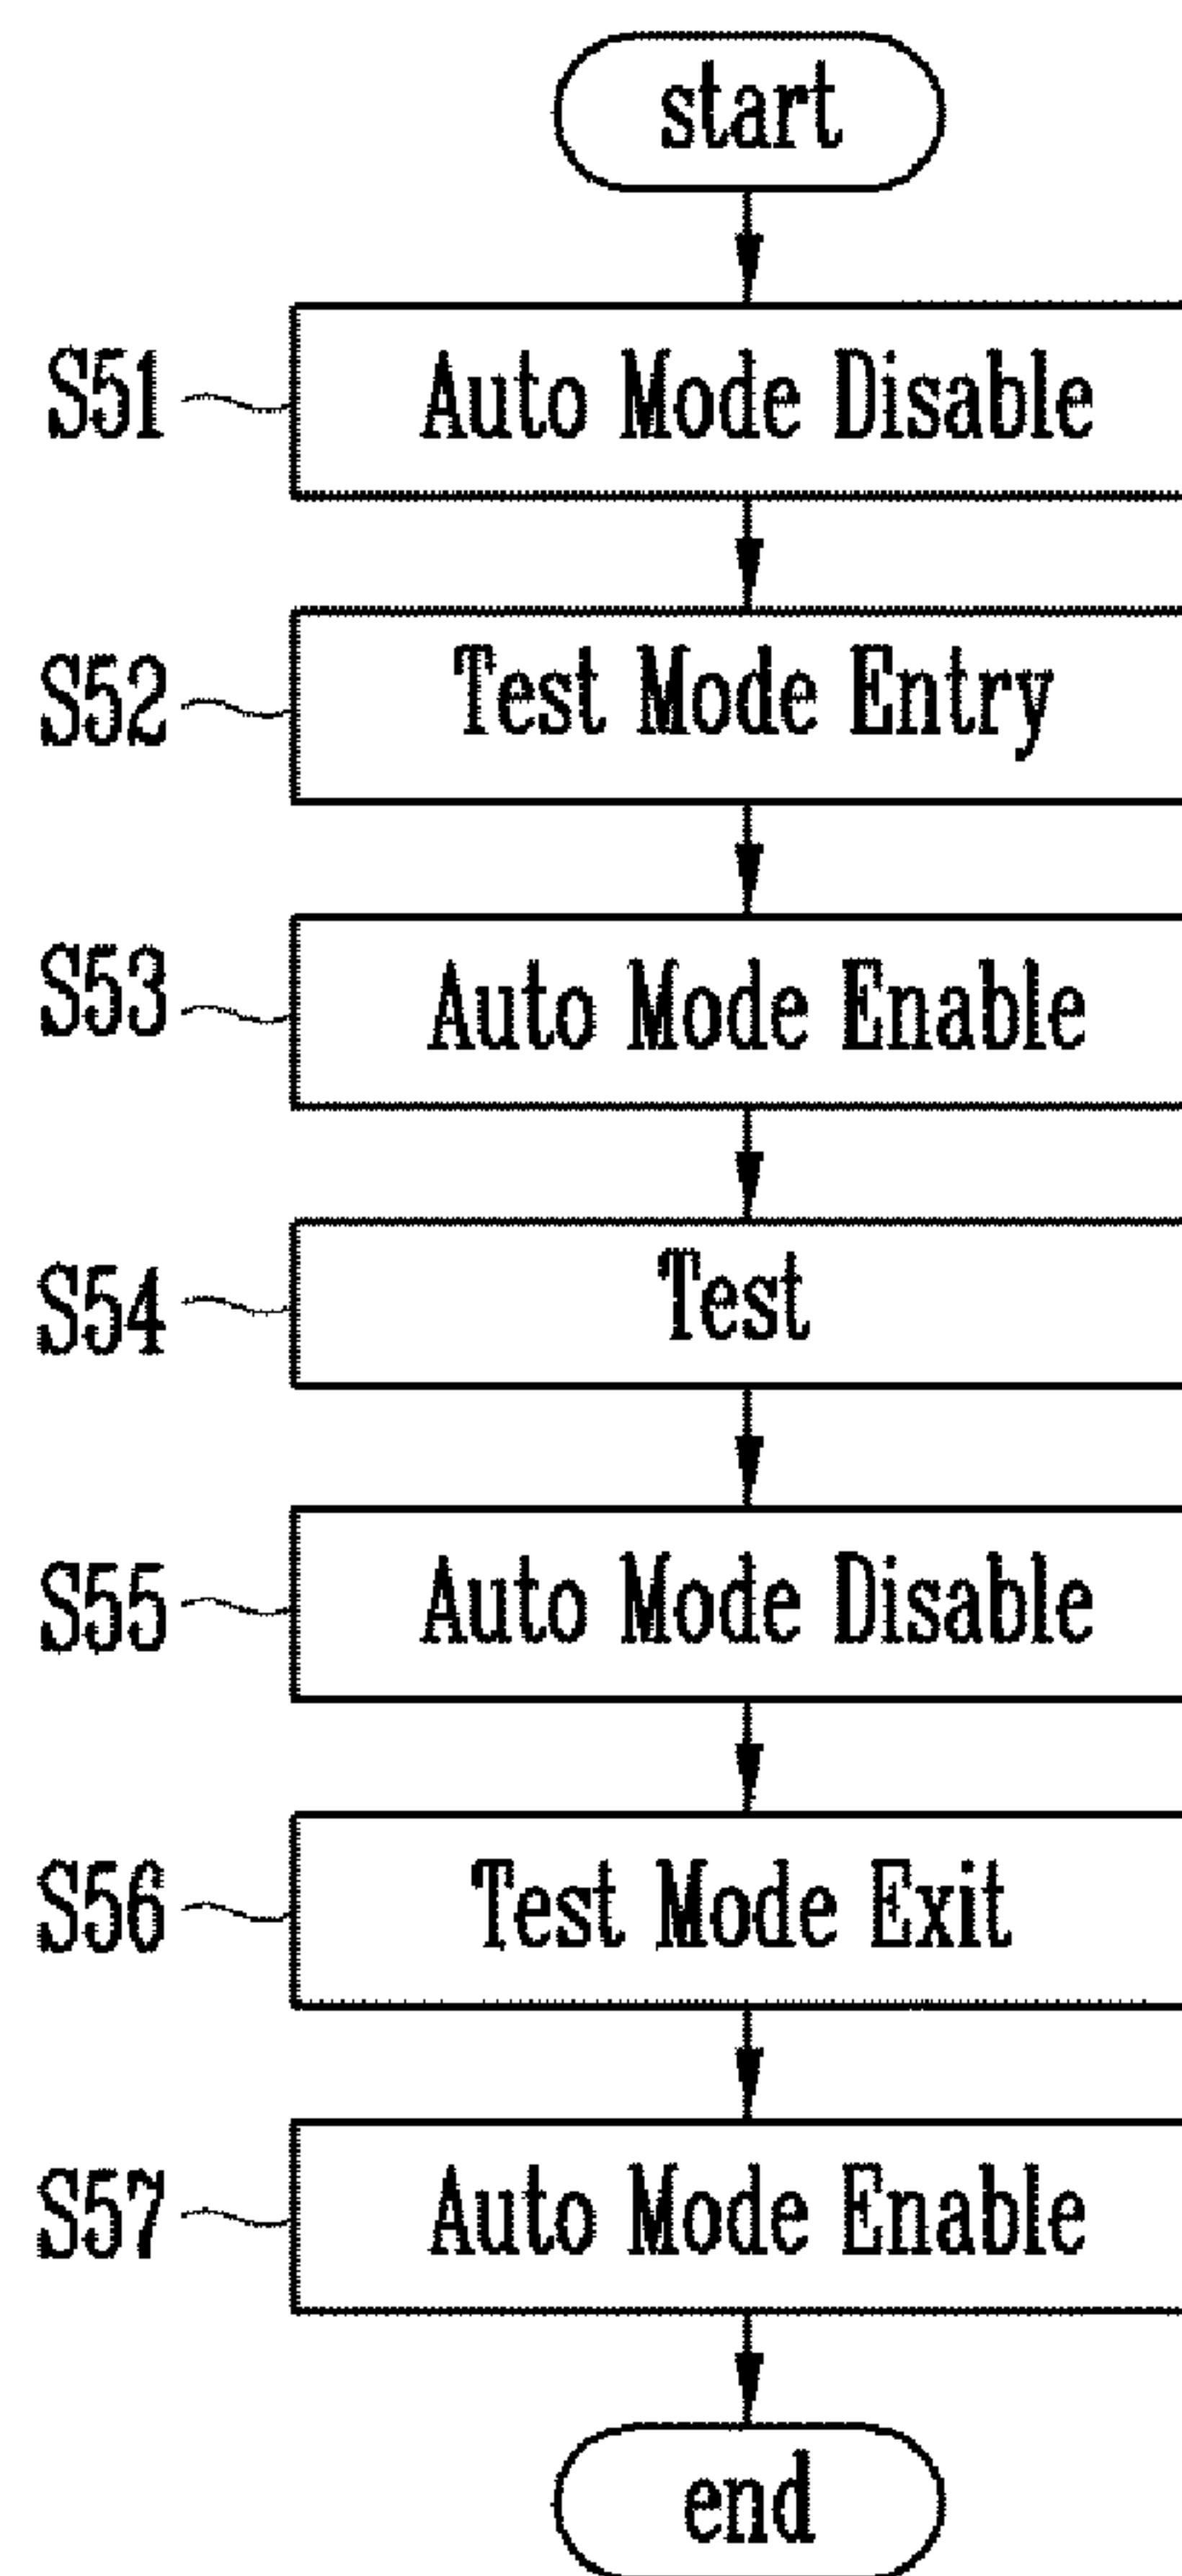 start
S51 Auto Mode Disable
S52 Test Mode Entry
S53 Auto Mode Enable
S54 Test
S55 Auto Mode Disable
S56 Test Mode Exit
S57 Auto Mode Enable
end